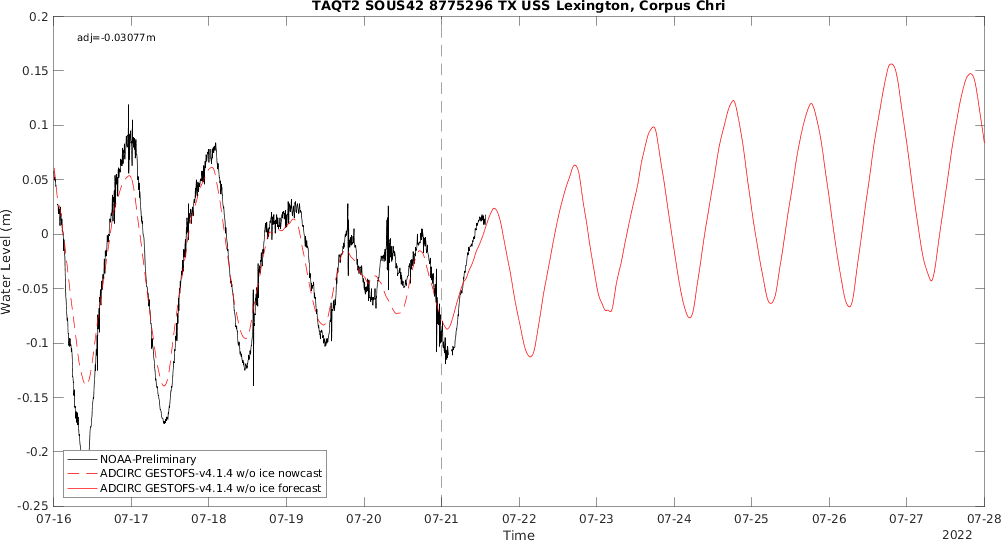 TAQT2 SOUS42 8775296 TX USS Lexington, Corpus Chri
adj=-0.03077m
0.2
0.15
0.1
0.05
0
-0.05
-0.1
-0.15
-0.2
-0.25
Water Level (m)
NOAA-Preliminary
ADCIRC GESTOFS-v4.1.4 w/o ice nowcast
ADCIRC GESTOFS-v4.1.4 w/o ice forecast
07-16 07-17 07-18 07-19 07-20 07-21 07-22 07-23 07-24 07-25 07-26 07-27 07-28
Time
2022